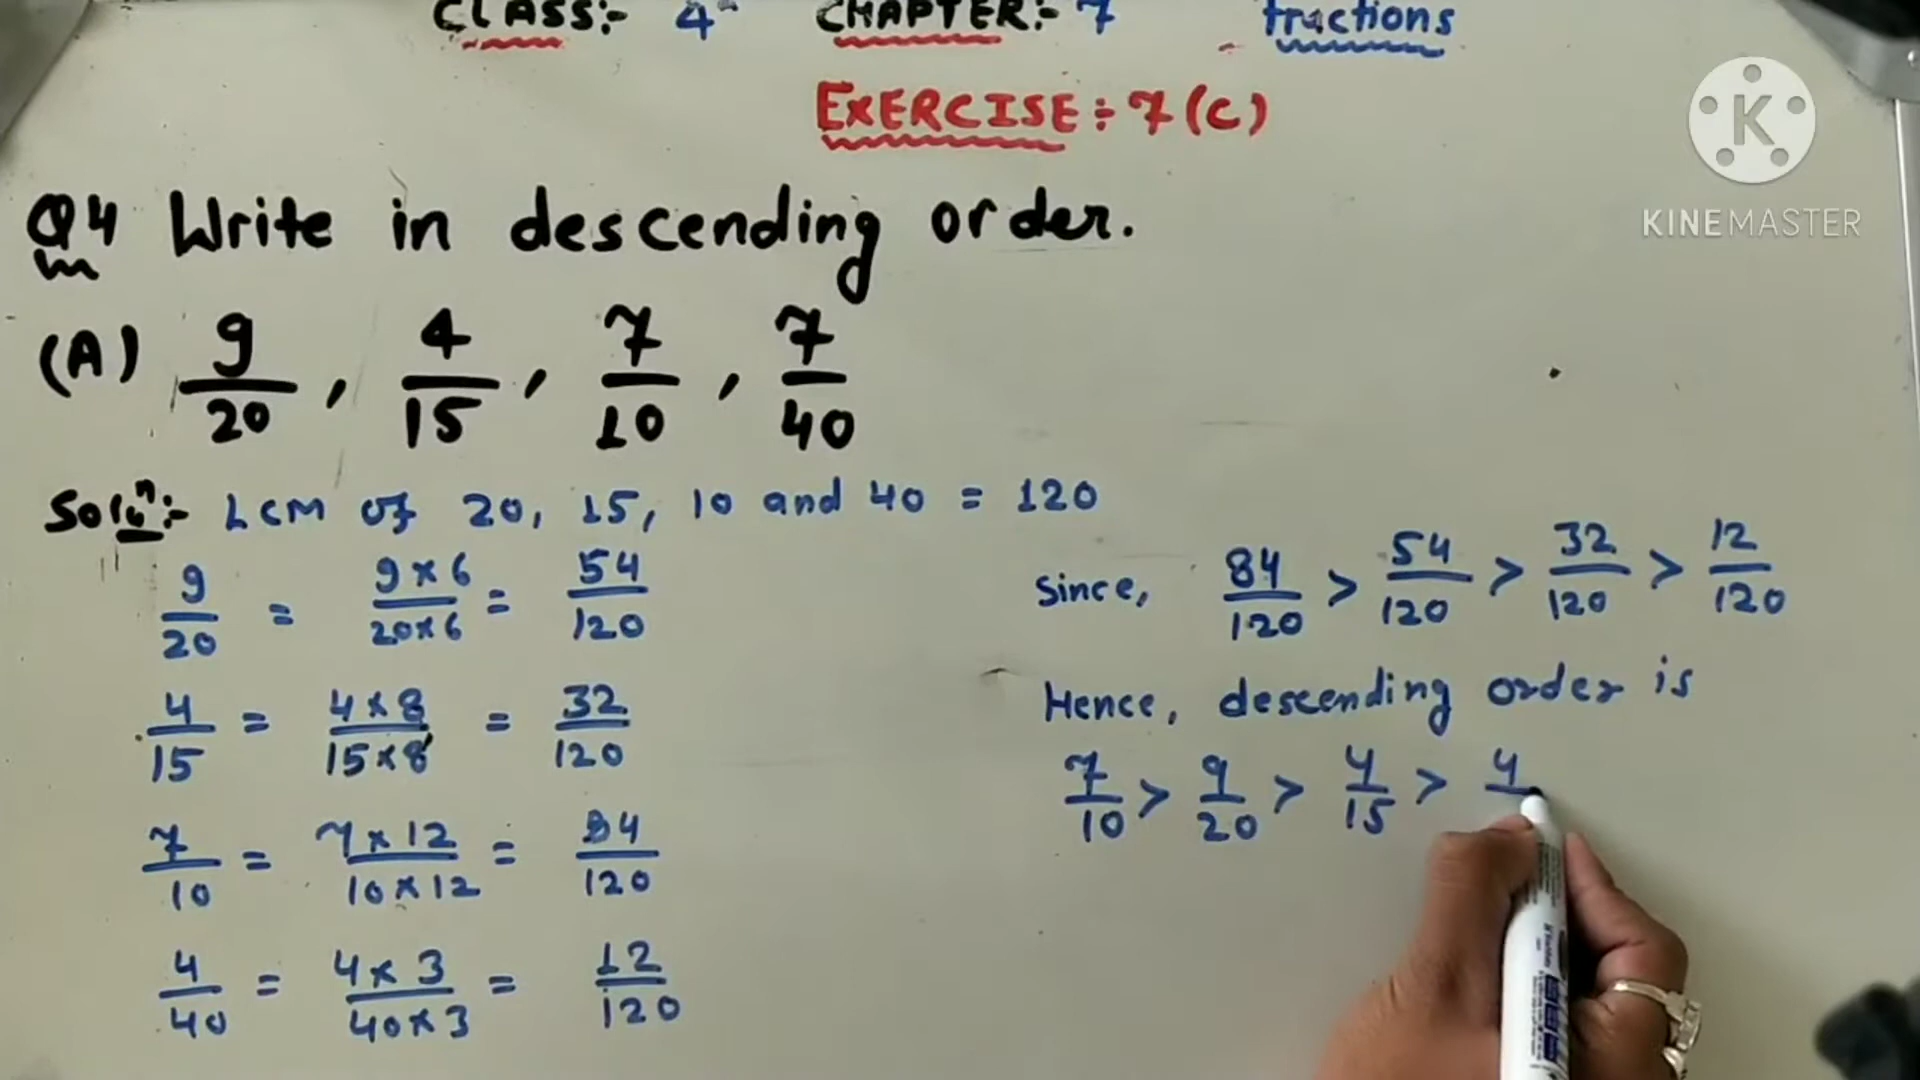 CLASS:- 4 CHAPTER:- 7 fractions
EXERCISE:- 7(C)
K
KINEMASTER
Q4 Write in descending order.
(A) 9/20, 4/15, 7/10, 7/40
Solⁿ:- LCM of 20, 15, 10 and 40 = 120
9/20 = 9×6/20×6 = 54/120
4/15 = 4×8/15×8 = 32/120
7/10 = 7×12/10×12 = 84/120
4/40 = 4×3/40×3 = 12/120
Since, 84/120 > 54/120 > 32/120 > 12/120
Hence, descending order is
7/10 > 9/20 > 4/15 > 4